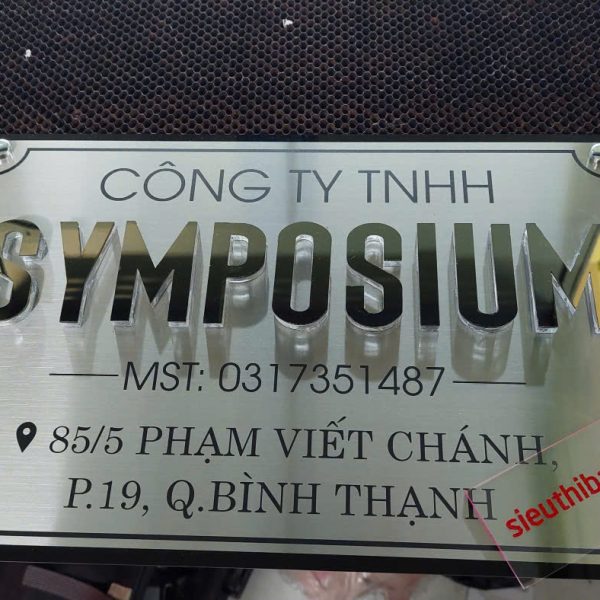 CÔNG TY TNHH
SYMPOSIUM
MST: 0317351487
85/5 PHẠM VIẾT CHÁNH,
P.19, Q.BÌNH THẠNH